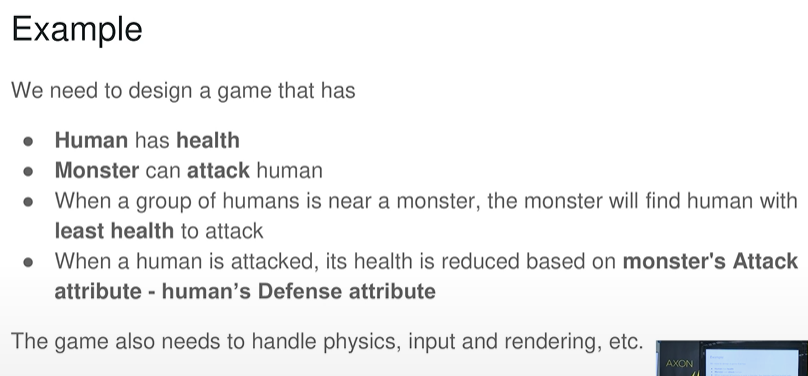 Example
We need to design a game that has
● Human has health
● Monster can attack human
● When a group of humans is near a monster, the monster will find human with
least health to attack
● When a human is attacked, its health is reduced based on monster's Attack
attribute - human’s Defense attribute
The game also needs to handle physics, input and rendering, etc.
AXON